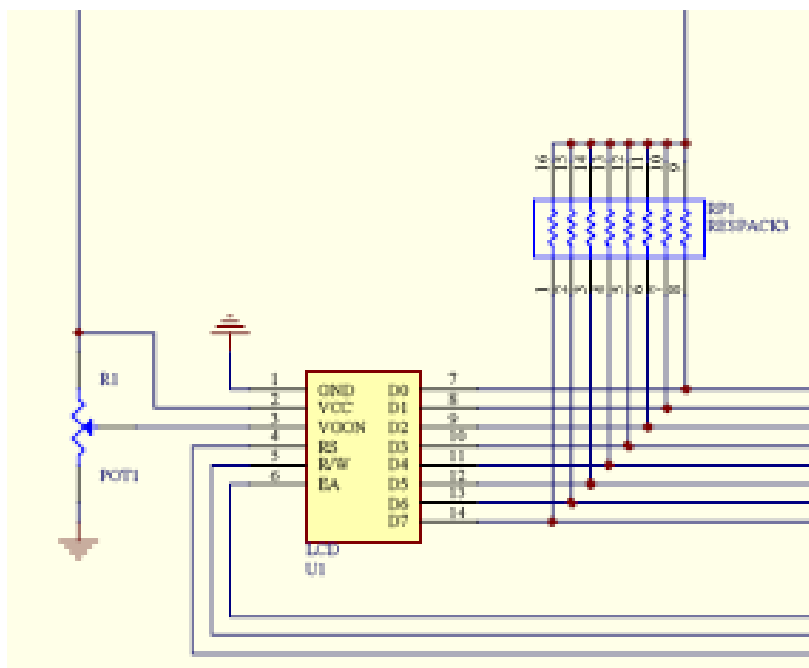 RP1
RESPACK3
R1
POT1
1 GND D0 7
2 VCC D1 8
3 VOON D2 9
4 RS D3 10
5 R/W D4 11
6 EA D5 12
D6 13
D7 14
LCD
U1